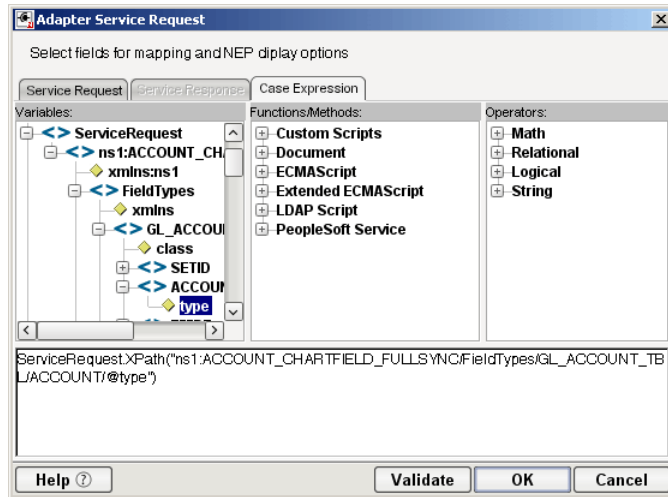 Adapter Service Request
Select fields for mapping and NEP diplay options
Service Request
Service Response
Case Expression
Variables:
Functions/Methods:
Operators:
ServiceRequest
ns1:ACCOUNT_CH
xmlns:ns1
FieldTypes
xmlns
GL_ACCOU
class
SETID
ACCOUN
type
Custom Scripts
Document
ECMAScript
Extended ECMAScript
LDAP Script
PeopleSoft Service
Math
Relational
Logical
String
ServiceRequest.XPath("ns1:ACCOUNT_CHARTFIELD_FULLSYNC/FieldTypes/GL_ACCOUNT_TB
L/ACCOUNT/@type")
Help ?
Validate
OK
Cancel